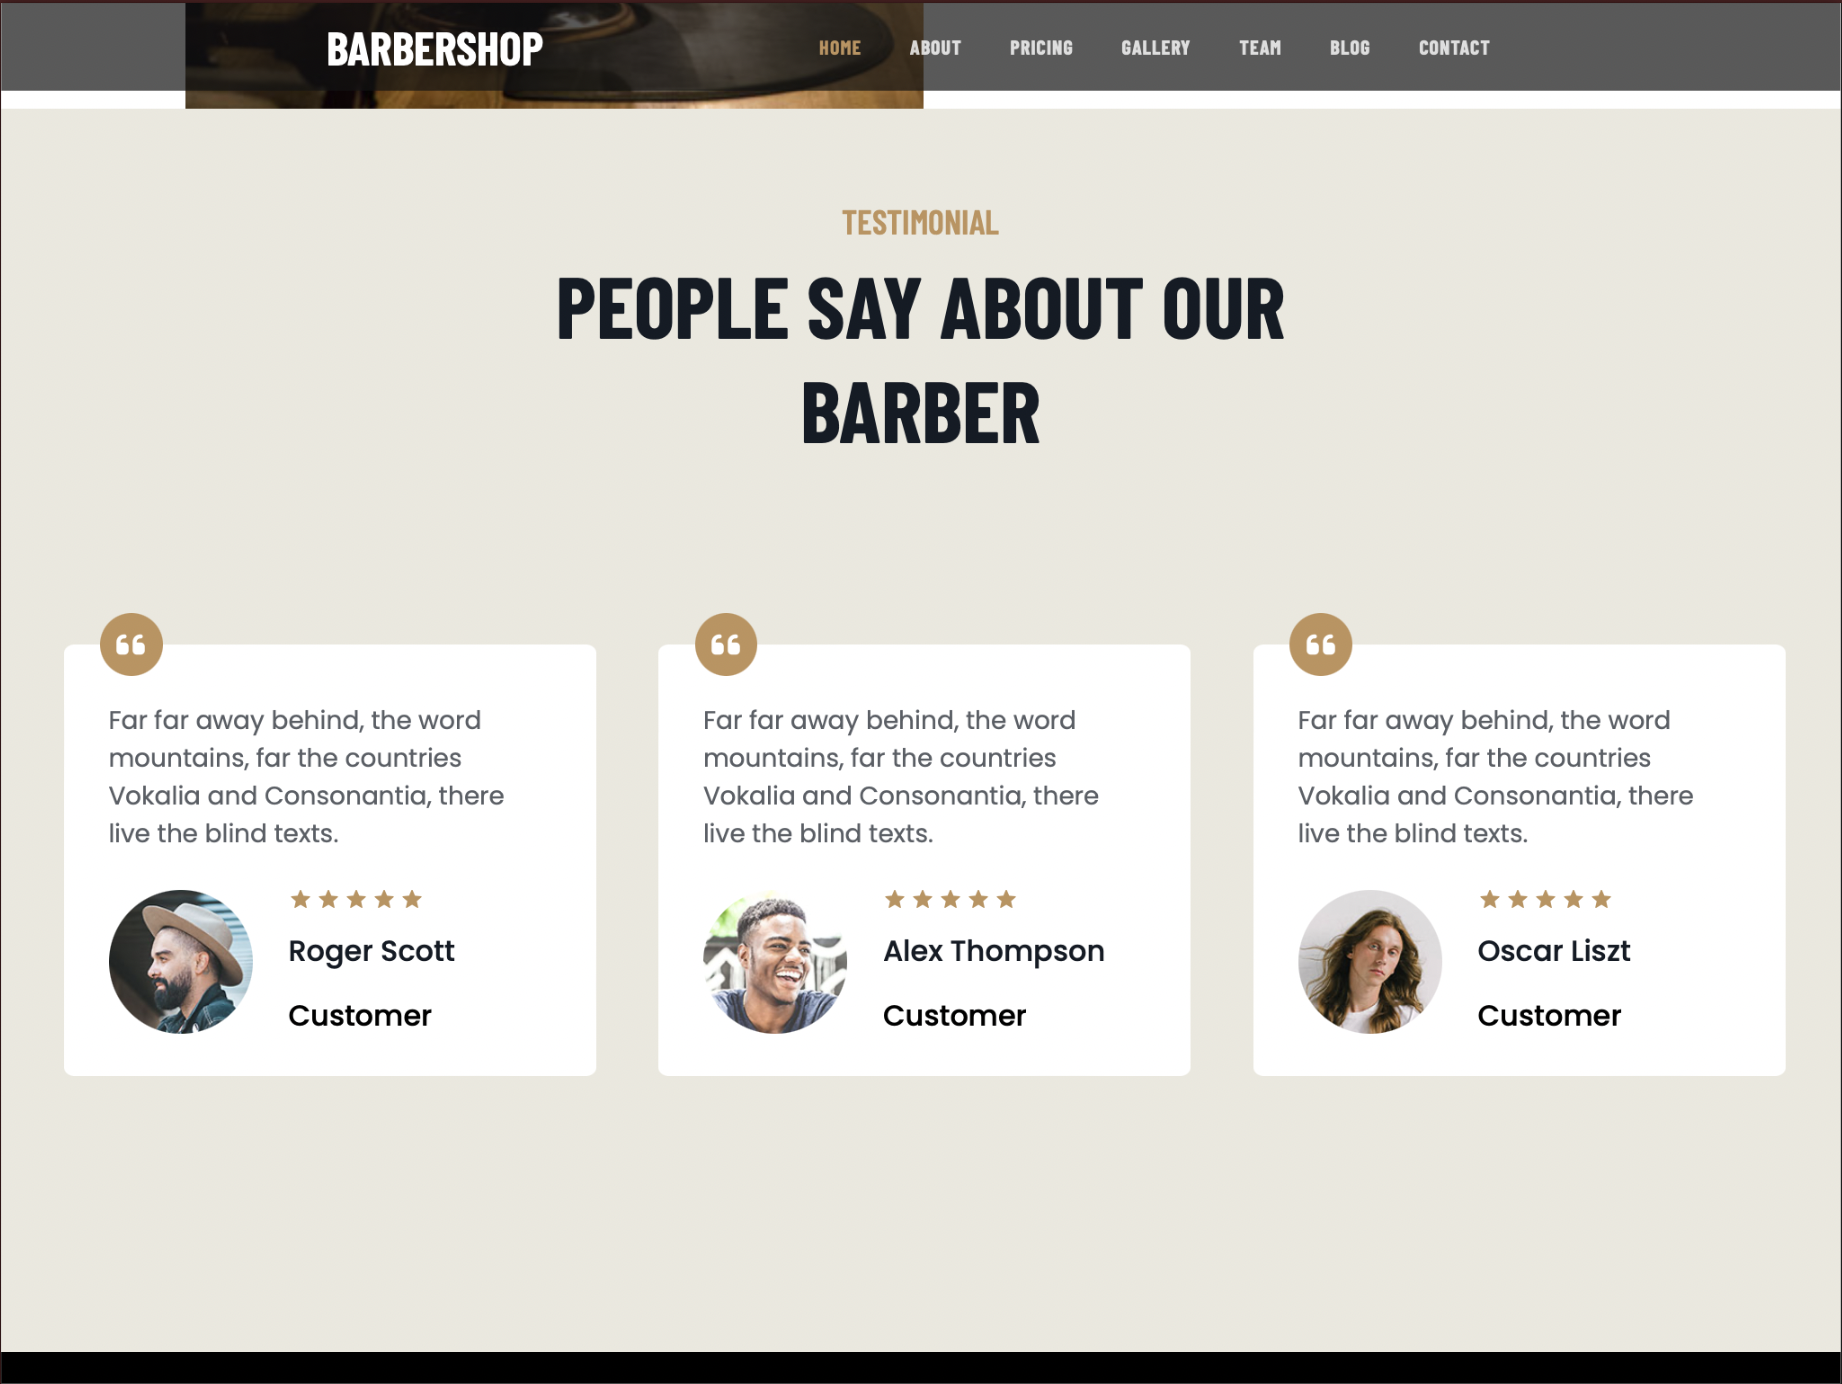 BARBERSHOP
HOME ABOUT PRICING GALLERY TEAM BLOG CONTACT
TESTIMONIAL
PEOPLE SAY ABOUT OUR
BARBER
Far far away behind, the word
mountains, far the countries
Vokalia and Consonantia, there
live the blind texts.
Roger Scott
Customer
Far far away behind, the word
mountains, far the countries
Vokalia and Consonantia, there
live the blind texts.
Alex Thompson
Customer
Far far away behind, the word
mountains, far the countries
Vokalia and Consonantia, there
live the blind texts.
Oscar Liszt
Customer